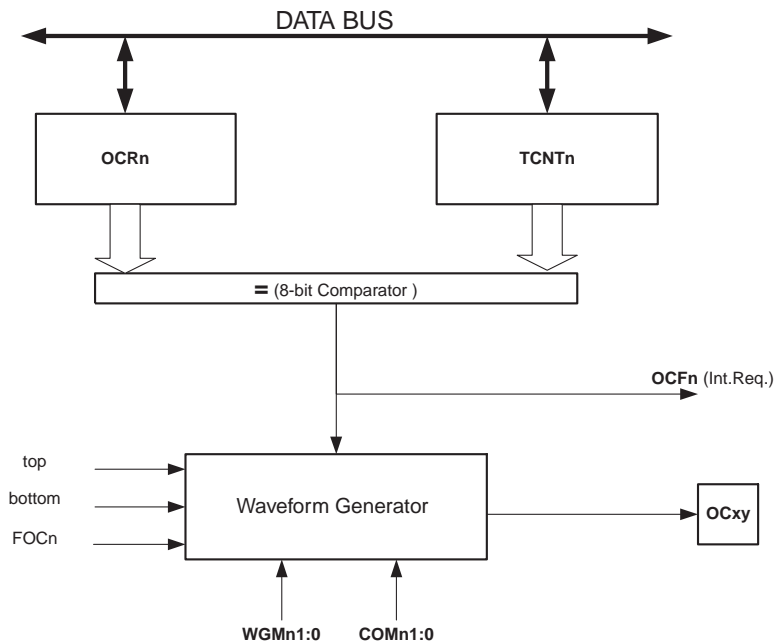 DATA BUS
OCRn
TCNTn
= (8-bit Comparator )
OCFn (Int.Req.)
top
bottom
FOCn
Waveform Generator
OCxy
WGMn1:0 COMn1:0